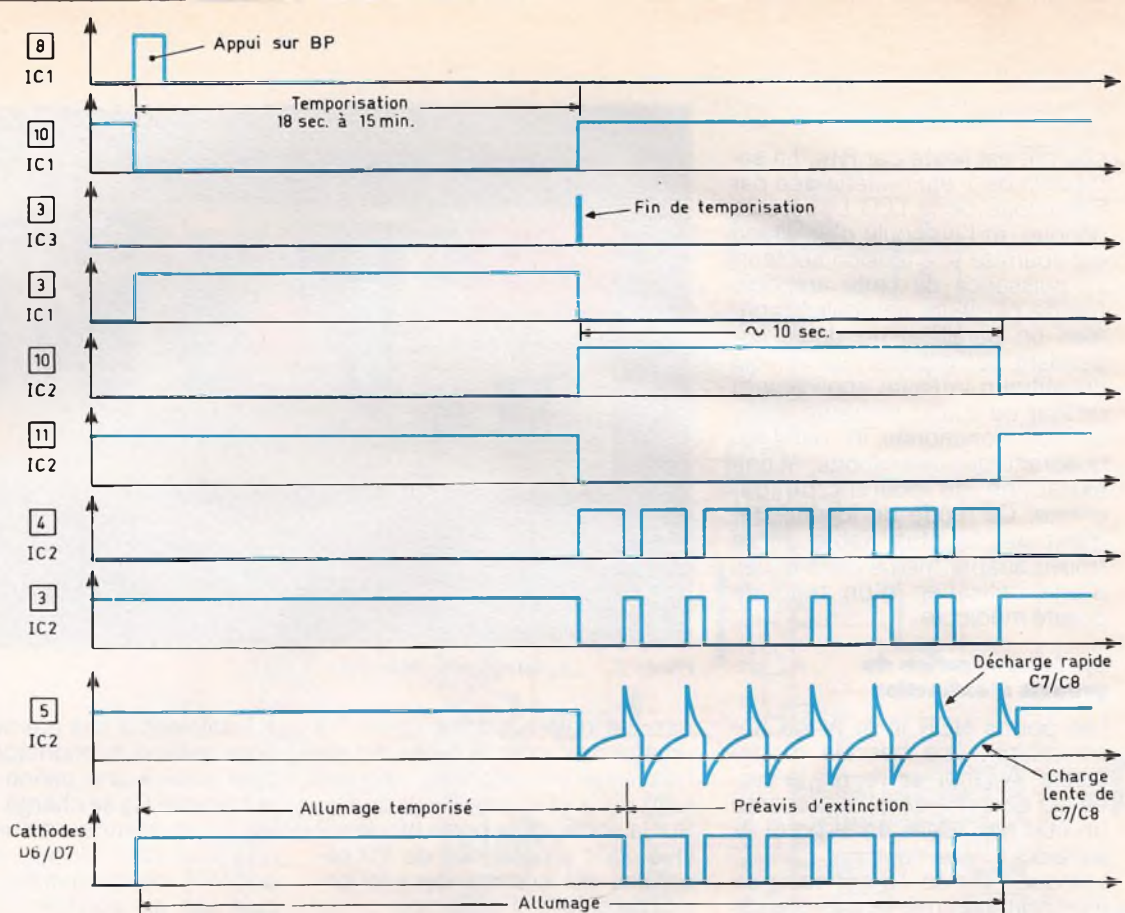 8
IC1
Appui sur BP
Temporisation
18 sec. à 15 min.
10
IC1
3
IC3
Fin de temporisation
3
IC1
~ 10 sec.
10
IC2
11
IC2
4
IC2
3
IC2
Décharge rapide
C7/C8
5
IC2
Charge
lente de
C7/C8
Allumage temporisé
Préavis d'extinction
Cathodes
D6/D7
Allumage